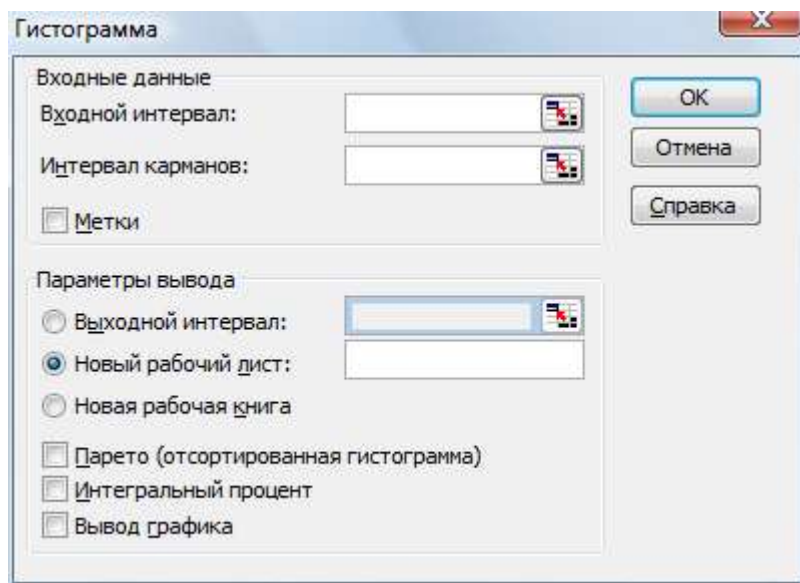 Гистограмма
Входные данные
Входной интервал:
Интервал карманов:
Метки
OK
Отмена
Справка
Параметры вывода
Выходной интервал:
Новый рабочий лист:
Новая рабочая книга
Парето (отсортированная гистограмма)
Интегральный процент
Вывод графика